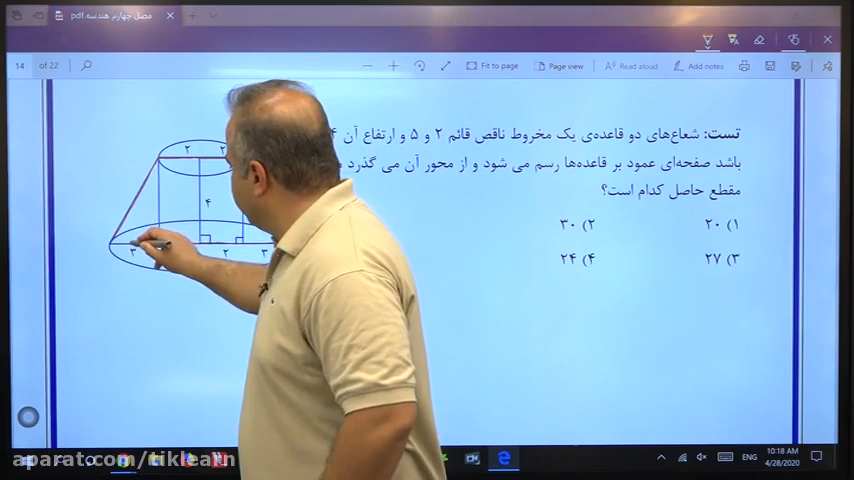 فصل چهارم هندسه.pdf
14 of 22
Fit to page
Page view
Read aloud
Add notes
تست: شعاع‌های دو قاعده‌ی یک مخروط ناقص قائم ۲ و ۵ و ارتفاع آن ۴
باشد صفحه‌ای عمود بر قاعده‌ها رسم می شود و از محور آن می گذرد
مقطع حاصل کدام است؟
۱) ۲۰
۲) ۳۰
۳) ۲۷
۴) ۲۴
۲ ۲
۴
۳ ۲ ۳
aparat.com/tiklearn
ENG
10:18 AM
4/28/2020